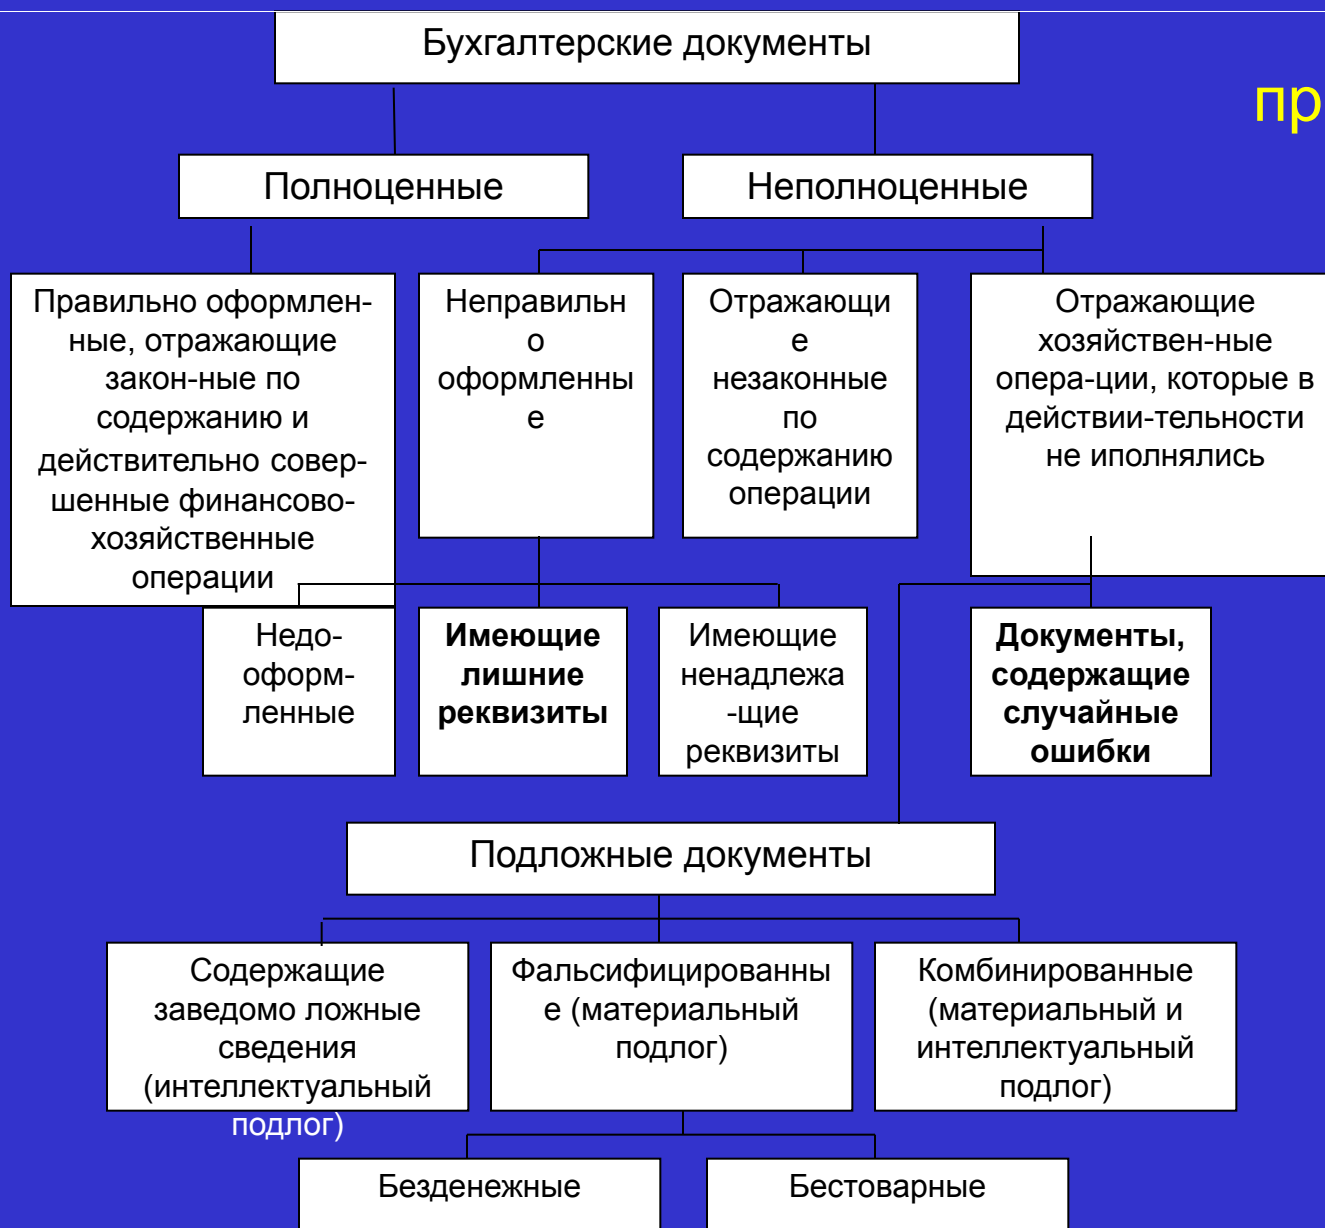 Бухгалтерские документы
пр
Полноценные
Неполноценные
Правильно оформлен-
ные, отражающие
закон-ные по
содержанию и
действительно совер-
шенные финансово-
хозяйственные
операции
Неправильн
о
оформленны
е
Отражающи
е
незаконные
по
содержанию
операции
Отражающие
хозяйствен-ные
опера-ции, которые в
действии-тельности
не иполнялись
Недо-
оформ-
ленные
Имеющие
лишние
реквизиты
Имеющие
ненадлежа
-щие
реквизиты
Документы,
содержащие
случайные
ошибки
Подложные документы
Содержащие
заведомо ложные
сведения
(интеллектуальный
подлог)
Фальсифицированны
е (материальный
подлог)
Комбинированные
(материальный и
интеллектуальный
подлог)
Безденежные
Бестоварные